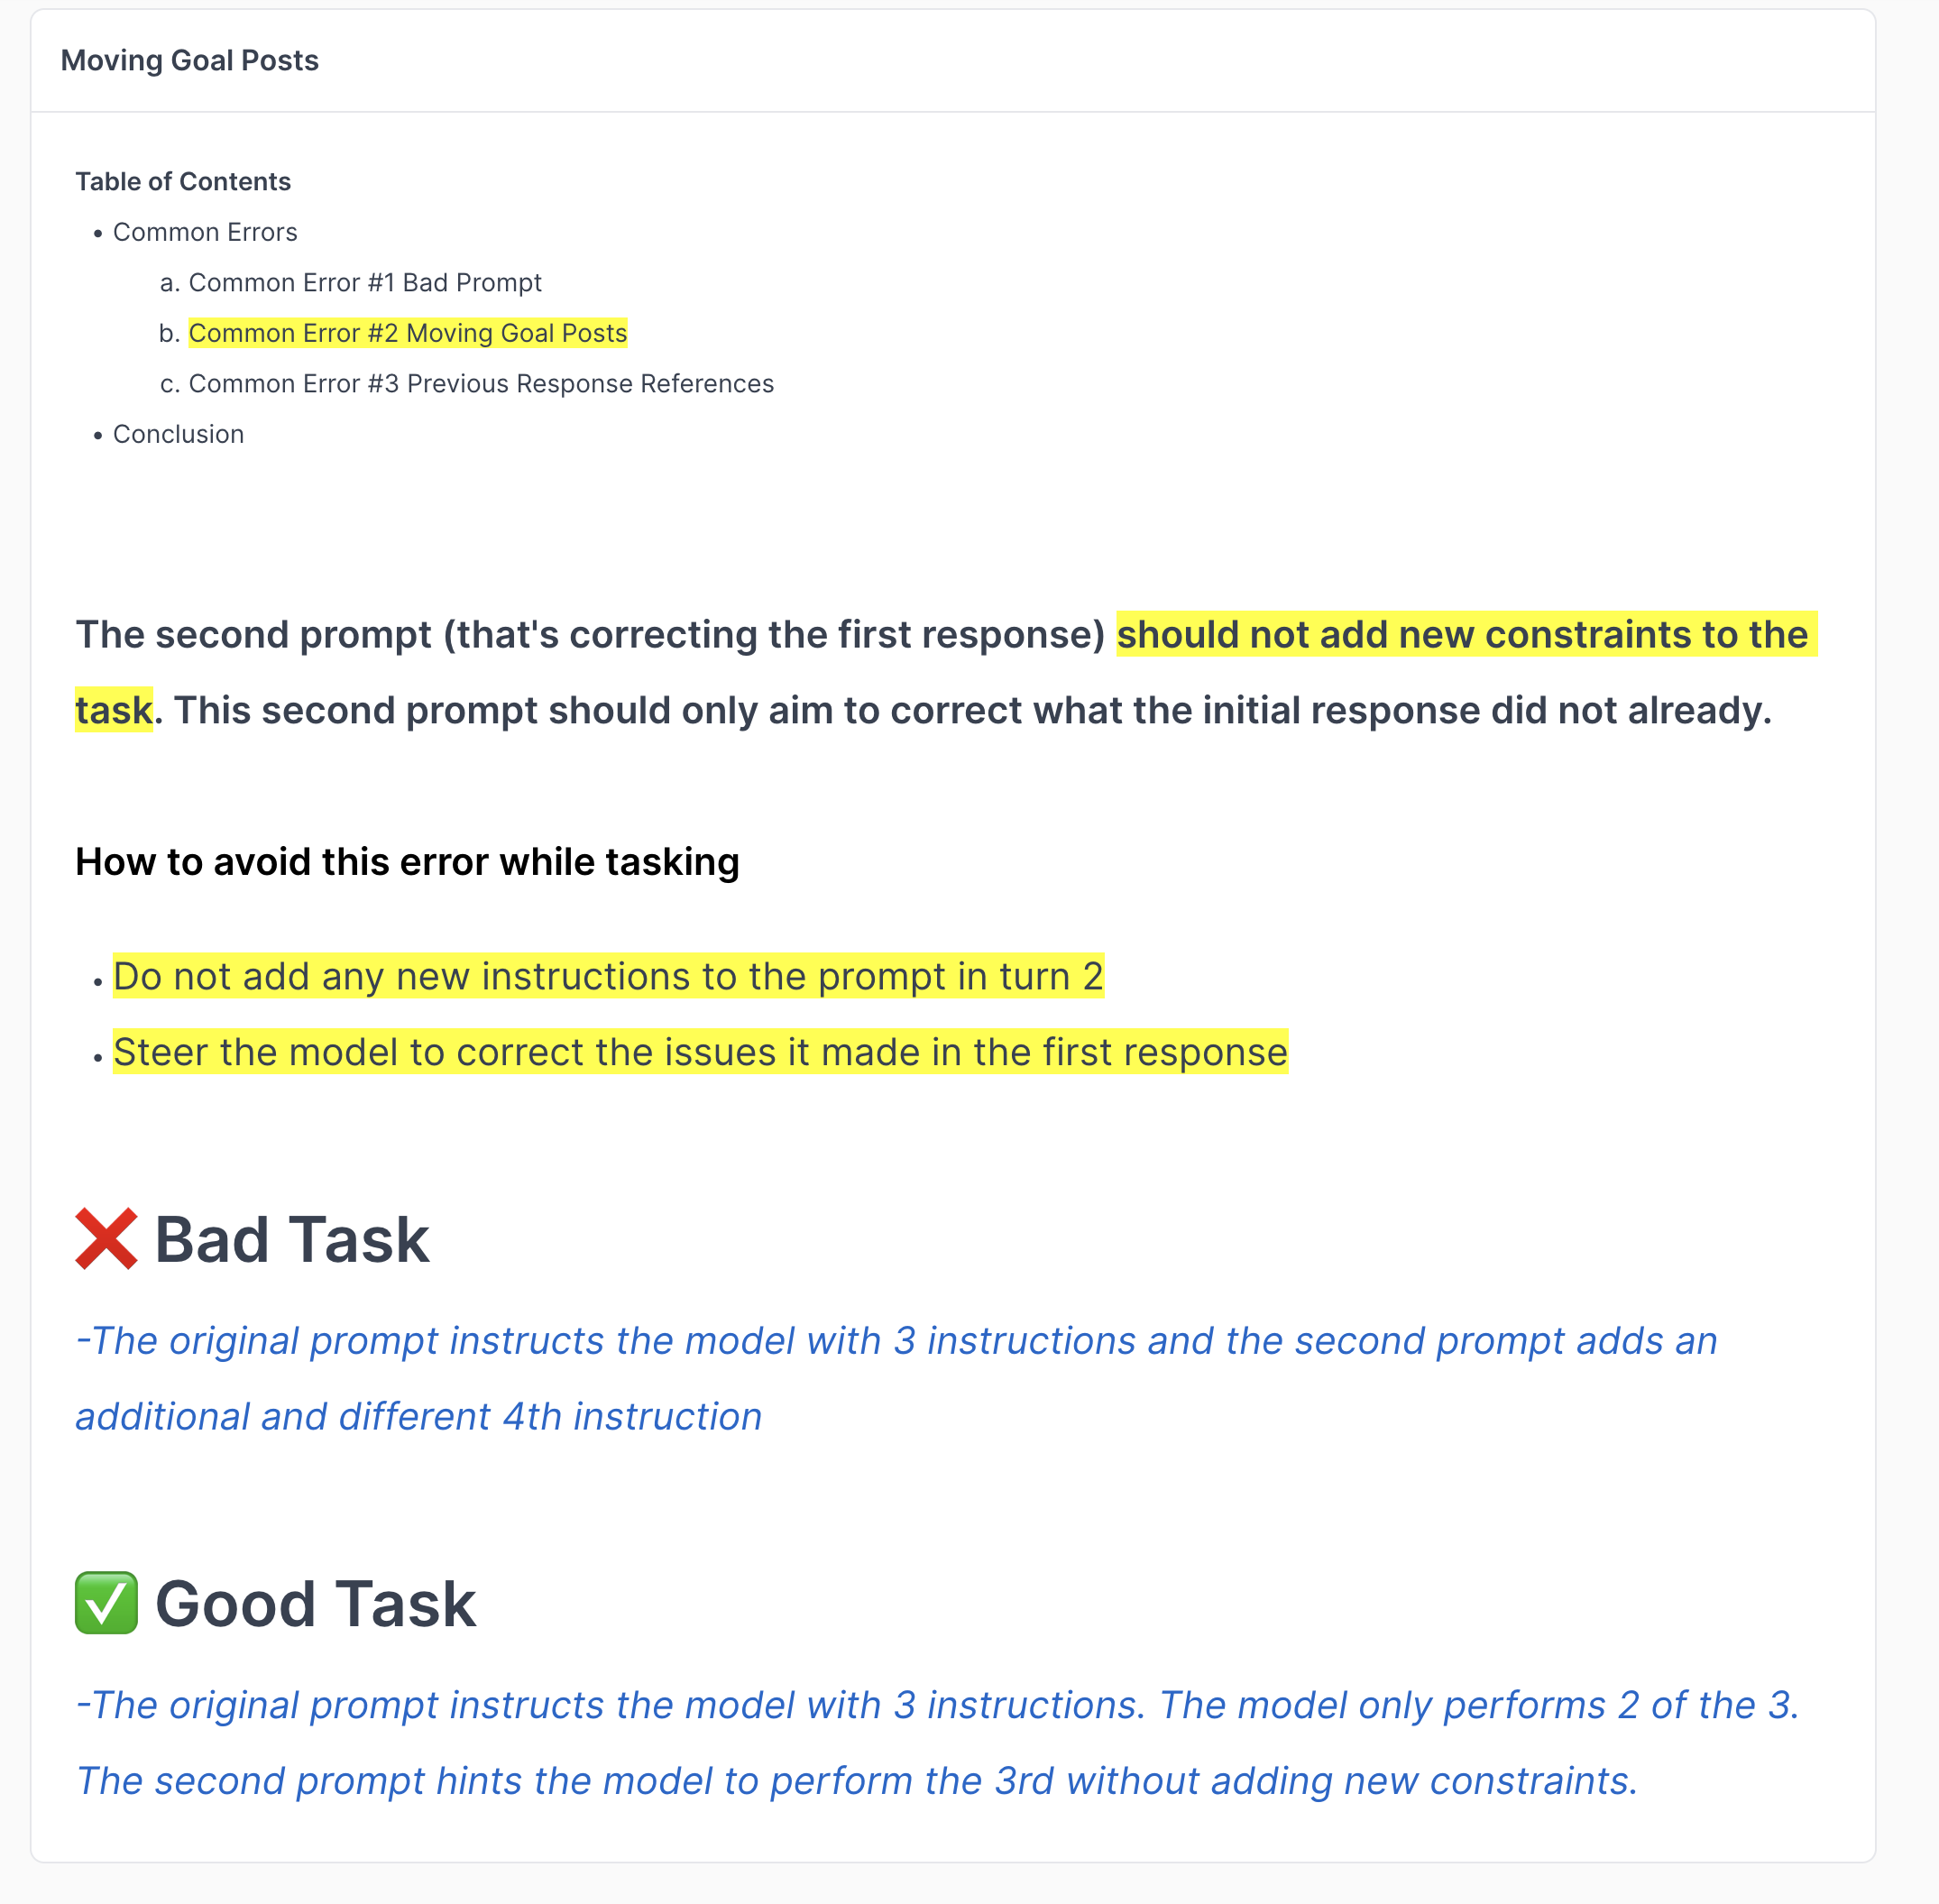 Moving Goal Posts
Table of Contents
• Common Errors
a. Common Error #1 Bad Prompt
b. Common Error #2 Moving Goal Posts
c. Common Error #3 Previous Response References
• Conclusion
The second prompt (that's correcting the first response) should not add new constraints to the
task. This second prompt should only aim to correct what the initial response did not already.
How to avoid this error while tasking
• Do not add any new instructions to the prompt in turn 2
• Steer the model to correct the issues it made in the first response
❌ Bad Task
-The original prompt instructs the model with 3 instructions and the second prompt adds an
additional and different 4th instruction
✅ Good Task
-The original prompt instructs the model with 3 instructions. The model only performs 2 of the 3.
The second prompt hints the model to perform the 3rd without adding new constraints.